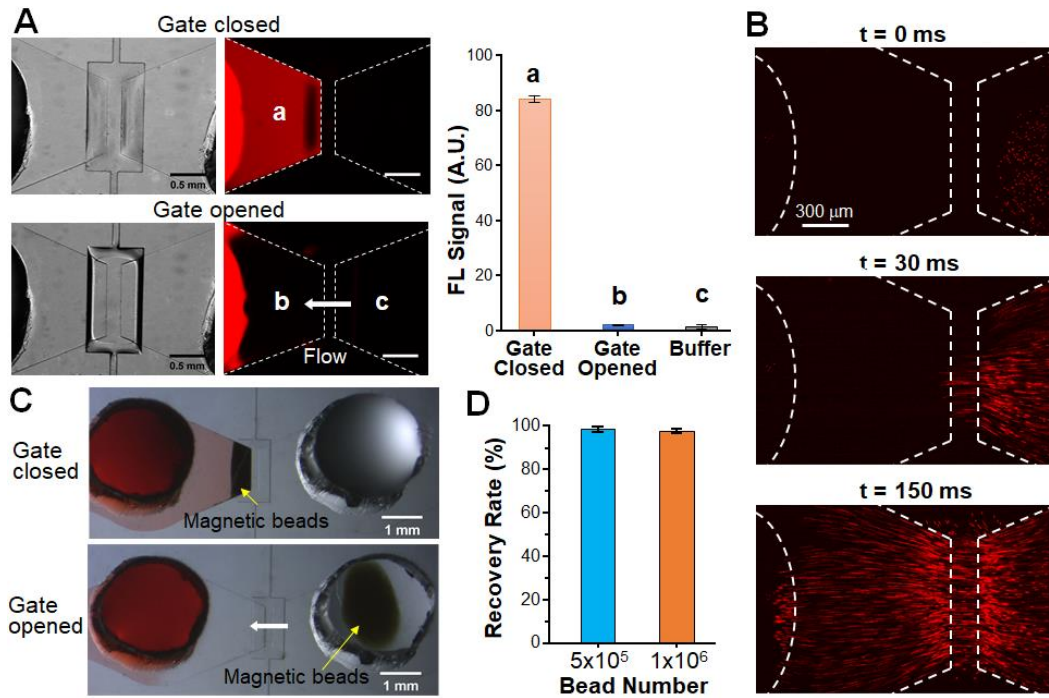 A
Gate closed
0.5 mm
a
Gate opened
0.5 mm
b
c
Flow
FL Signal (A.U.)
100
80
60
40
20
0
a
b
c
Gate
Closed
Gate
Opened
Buffer
B
t = 0 ms
300 μm
t = 30 ms
t = 150 ms
C
Gate
closed
Magnetic beads
1 mm
Gate
opened
Magnetic beads
1 mm
D
Recovery Rate (%)
100
80
60
40
20
0
5x10⁵
1x10⁶
Bead Number